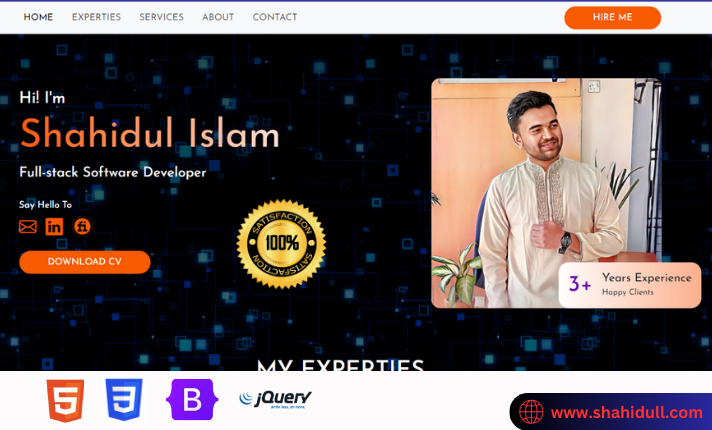 HOME EXPERTIES SERVICES ABOUT CONTACT HIRE ME
Hi! I'm
Shahidul Islam
Full-stack Software Developer
Say Hello To
DOWNLOAD CV
SATISFACTION
100%
SATISFACTION
3+ Years Experience
Happy Clients
MY EXPERTIES
5
3
B
jQuery
write less, do more.
www.shahidull.com